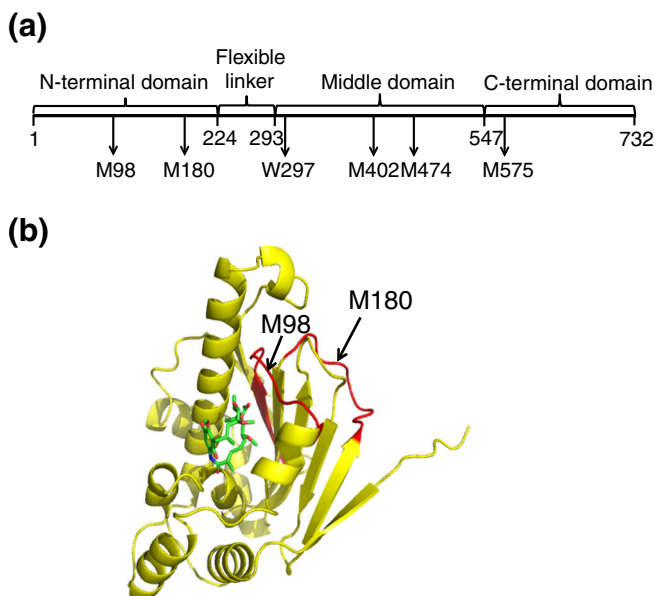 (a)
Flexible
linker
N-terminal domain
Middle domain
C-terminal domain
1
224
293
547
732
M98
M180
W297
M402
M474
M575
(b)
M98
M180